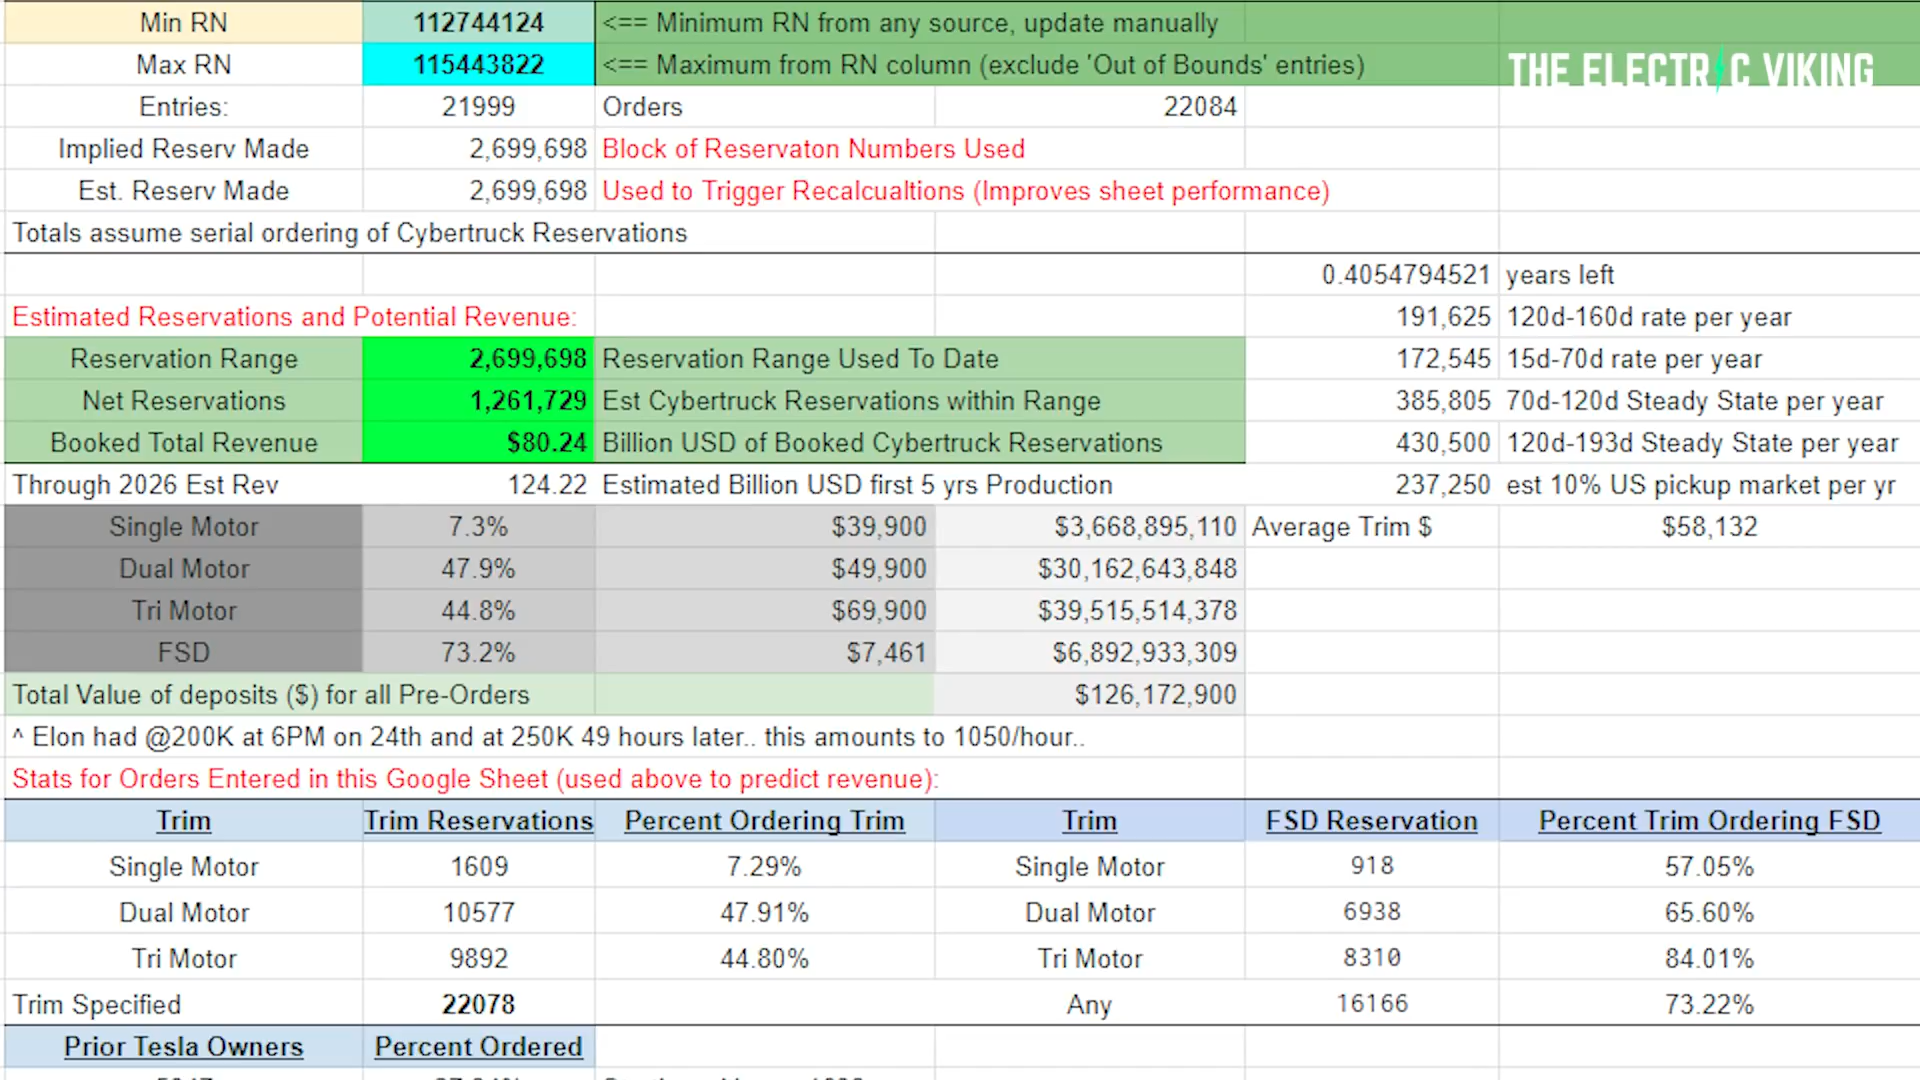 Min RN 112744124 <== Minimum RN from any source, update manually
Max RN 115443822 <== Maximum from RN column (exclude 'Out of Bounds' entries)
THE ELECTRIC VIKING
Entries: 21999 Orders 22084
Implied Reserv Made 2,699,698 Block of Reservaton Numbers Used
Est. Reserv Made 2,699,698 Used to Trigger Recalcualtions (Improves sheet performance)
Totals assume serial ordering of Cybertruck Reservations
0.4054794521 years left
Estimated Reservations and Potential Revenue: 191,625 120d-160d rate per year
Reservation Range 2,699,698 Reservation Range Used To Date 172,545 15d-70d rate per year
Net Reservations 1,261,729 Est Cybertruck Reservations within Range 385,805 70d-120d Steady State per year
Booked Total Revenue $80.24 Billion USD of Booked Cybertruck Reservations 430,500 120d-193d Steady State per year
Through 2026 Est Rev 124.22 Estimated Billion USD first 5 yrs Production 237,250 est 10% US pickup market per yr
Single Motor 7.3% $39,900 $3,668,895,110 Average Trim $ $58,132
Dual Motor 47.9% $49,900 $30,162,643,848
Tri Motor 44.8% $69,900 $39,515,514,378
FSD 73.2% $7,461 $6,892,933,309
Total Value of deposits ($) for all Pre-Orders $126,172,900
^ Elon had @200K at 6PM on 24th and at 250K 49 hours later.. this amounts to 1050/hour..
Stats for Orders Entered in this Google Sheet (used above to predict revenue):
Trim Trim Reservations Percent Ordering Trim Trim FSD Reservation Percent Trim Ordering FSD
Single Motor 1609 7.29% Single Motor 918 57.05%
Dual Motor 10577 47.91% Dual Motor 6938 65.60%
Tri Motor 9892 44.80% Tri Motor 8310 84.01%
Trim Specified 22078 Any 16166 73.22%
Prior Tesla Owners Percent Ordered